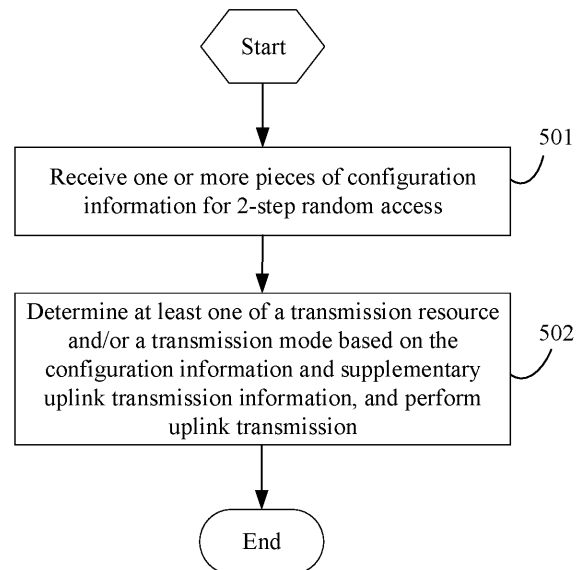 Start
501
Receive one or more pieces of configuration
information for 2-step random access
Determine at least one of a transmission resource
and/or a transmission mode based on the
configuration information and supplementary
uplink transmission information, and perform
uplink transmission
502
End